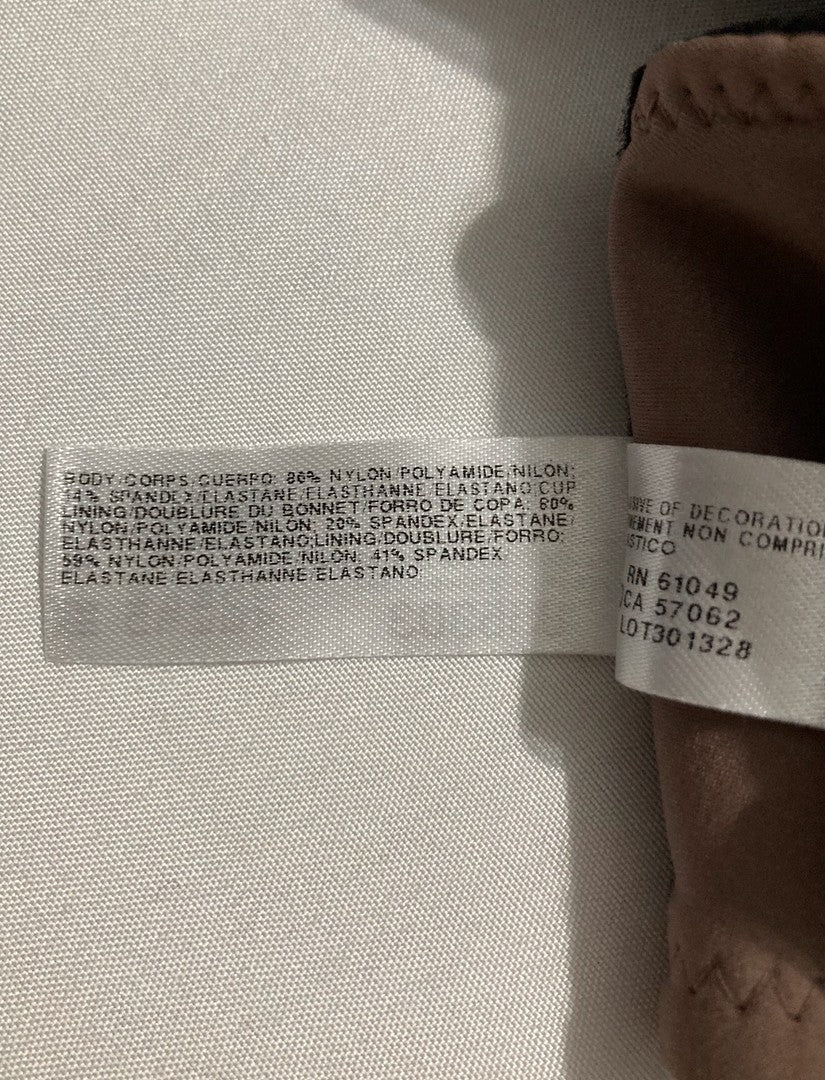 BODY/CORPS/CUERPO: 86% NYLON/POLYAMIDE/NILON;
14% SPANDEX/ELASTANE/ELASTHANNE/ELASTANO;CUP
LINING/DOUBLURE DU BONNET/FORRO DE COPA: 80%
NYLON/POLYAMIDE/NILON; 20% SPANDEX/ELASTANE/
ELASTHANNE/ELASTANO;LINING/DOUBLURE/FORRO:
59% NYLON/POLYAMIDE/NILON; 41% SPANDEX/
ELASTANE/ELASTHANNE/ELASTANO;
OF DECORATIO
NON COMPRI
RN 61049
CA 57062
LOT301328